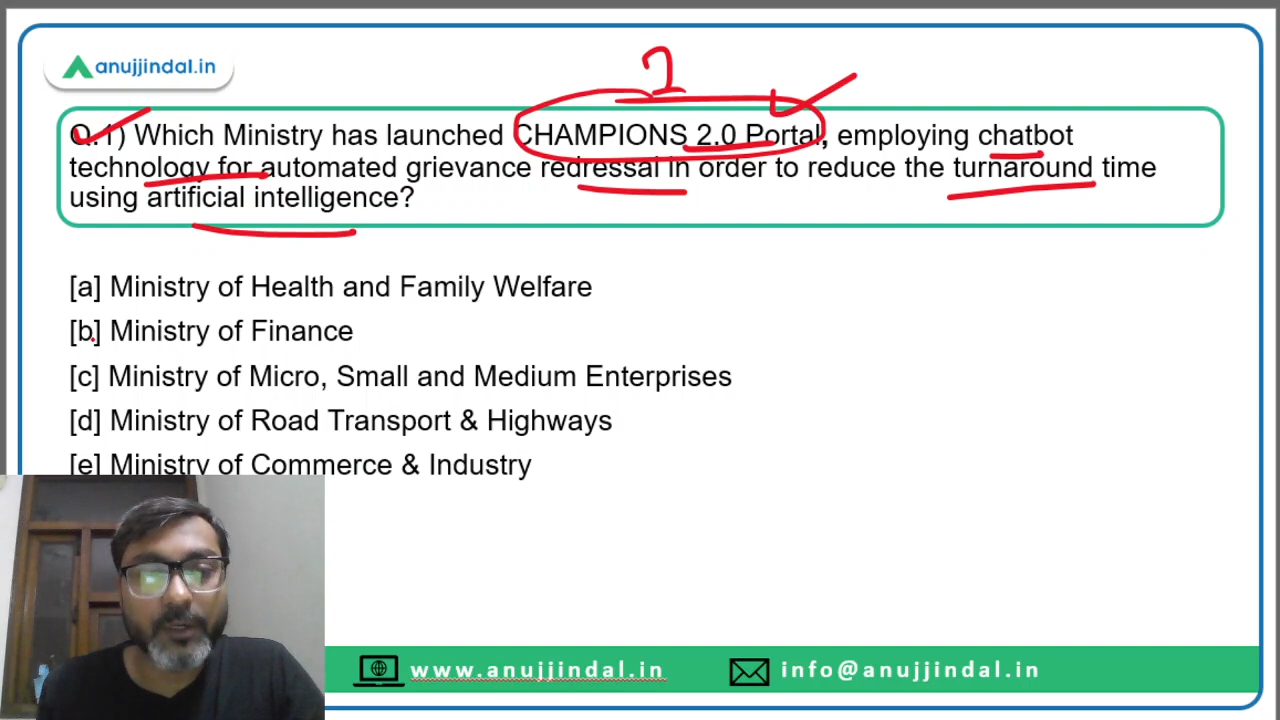 anujjindal.in
2
Q.1) Which Ministry has launched CHAMPIONS 2.0 Portal, employing chatbot
technology for automated grievance redressal in order to reduce the turnaround time
using artificial intelligence?
[a] Ministry of Health and Family Welfare
[b] Ministry of Finance
[c] Ministry of Micro, Small and Medium Enterprises
[d] Ministry of Road Transport & Highways
[e] Ministry of Commerce & Industry
www.anujjindal.in info@anujjindal.in